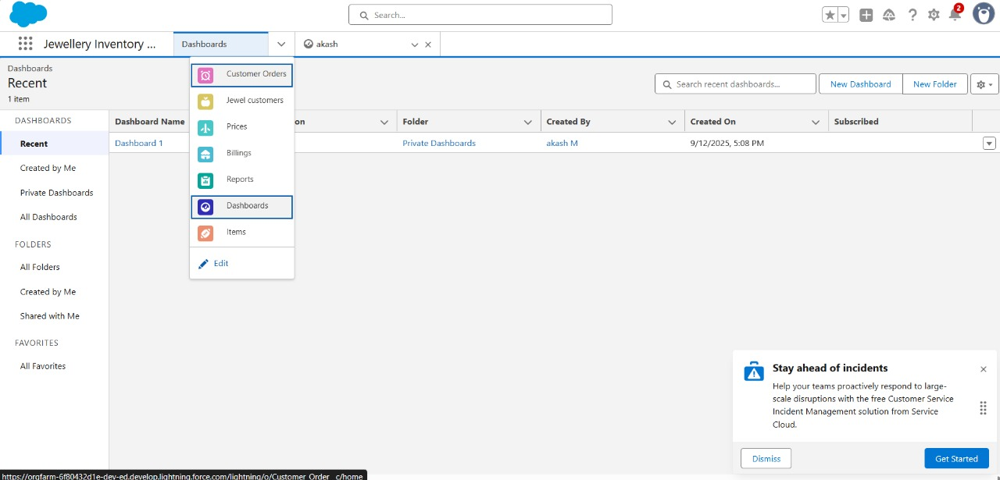 Search...
2
Jewellery Inventory ...
Dashboards
akash
Dashboards
Recent
1 item
Search recent dashboards...
New Dashboard
New Folder
Customer Orders
Jewel customers
Prices
Billings
Reports
Dashboards
Items
Edit
DASHBOARDS
Recent
Created by Me
Private Dashboards
All Dashboards
FOLDERS
All Folders
Created by Me
Shared with Me
FAVORITES
All Favorites
Dashboard Name
on
Folder
Created By
Created On
Subscribed
Dashboard 1
Private Dashboards
akash M
9/12/2025, 5:08 PM
Stay ahead of incidents
Help your teams proactively respond to large-
scale disruptions with the free Customer Service
Incident Management solution from Service
Cloud.
Dismiss
Get Started
https://orgfarm-6f80432d1e-dev-ed.develop.lightning.force.com/lightning/o/Customer_Order__c/home